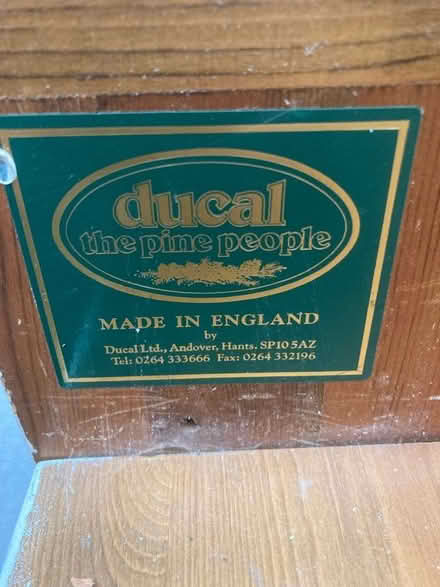 ducal
the pine people
MADE IN ENGLAND
by
Ducal Ltd., Andover, Hants. SP10 5AZ
Tel: 0264 333666 Fax: 0264 332196